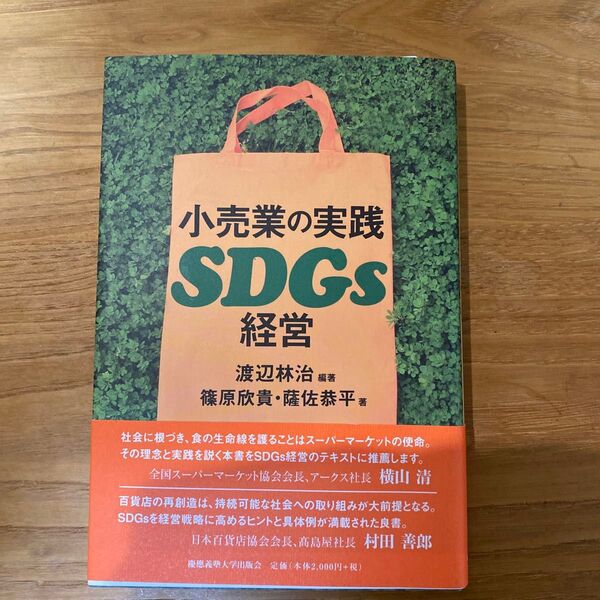 小売業の実践
SDGs
経営
渡辺林治 編著
篠原欣貴・薩佐恭平 著
社会に根づき、食の生命線を護ることはスーパーマーケットの使命。
その理念と実践を説く本書をSDGs経営のテキストに推薦します。
全国スーパーマーケット協会会長、アークス社長 横山 清
百貨店の再創造は、持続可能な社会への取り組みが大前提となる。
SDGsを経営戦略に高めるヒントと具体例が満載された良書。
日本百貨店協会会長、髙島屋社長 村田 善郎
慶應義塾大学出版会 定価(本体2,000円+税)